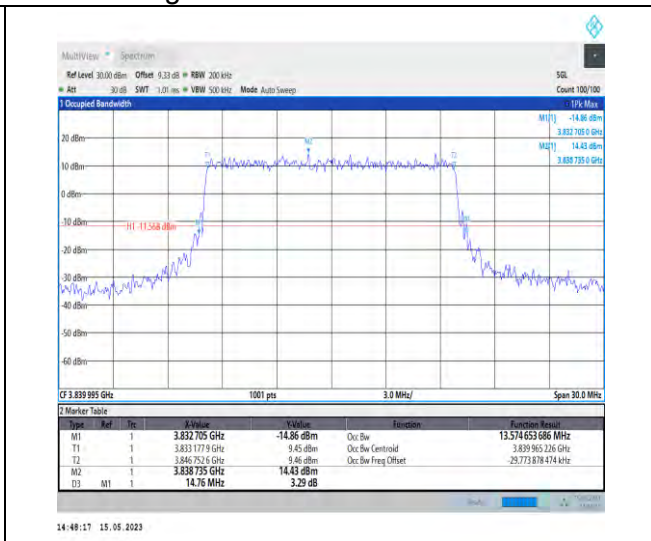 MultiView Spectrum
Ref Level 30.00 dBm Offset 9.33 dB RBW 200 kHz SGL
Att 30 dB SWT 1.01 ms VBW 500 kHz Mode Auto Sweep Count 100/100
1 Occupied Bandwidth 1Pk Max
M1[1] -14.86 dBm
3.832 705 0 GHz
M2[1] 14.43 dBm
3.838 735 0 GHz
20 dBm
M2
T1 T2
10 dBm
0 dBm
-10 dBm
H1 -11.568 dBm
-20 dBm
-30 dBm
-40 dBm
-50 dBm
-60 dBm
CF 3.839 995 GHz 1001 pts 3.0 MHz/ Span 30.0 MHz
2 Marker Table
Type Ref Trc X-Value Y-Value Function Function Result
M1 1 3.832 705 GHz -14.86 dBm Occ Bw 13.574 653 686 MHz
T1 1 3.833 177 9 GHz 9.45 dBm Occ Bw Centroid 3.839 965 226 GHz
T2 1 3.846 752 6 GHz 9.46 dBm Occ Bw Freq Offset -29.773 878 474 kHz
M2 1 3.838 735 GHz 14.43 dBm
D3 M1 1 14.76 MHz 3.29 dB
14:48:17 15.05.2023